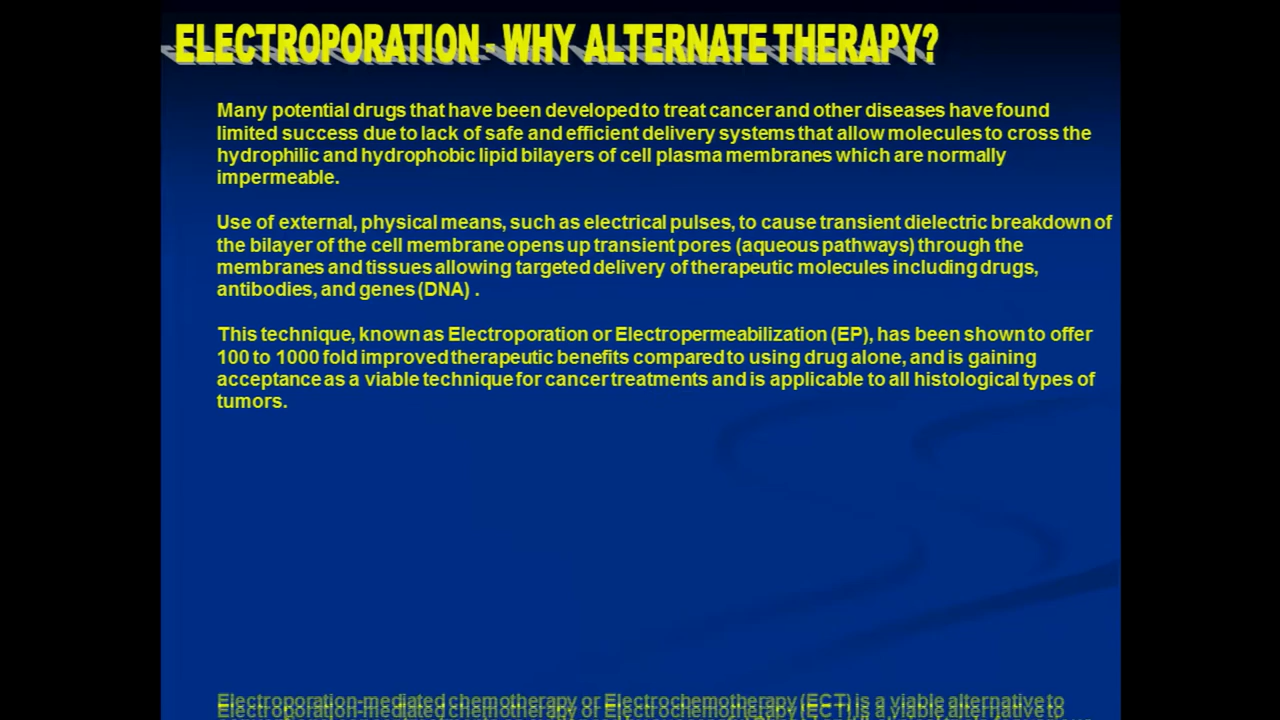 ELECTROPORATION - WHY ALTERNATE THERAPY?
Many potential drugs that have been developed to treat cancer and other diseases have found
limited success due to lack of safe and efficient delivery systems that allow molecules to cross the
hydrophilic and hydrophobic lipid bilayers of cell plasma membranes which are normally
impermeable.
Use of external, physical means, such as electrical pulses, to cause transient dielectric breakdown of
the bilayer of the cell membrane opens up transient pores (aqueous pathways) through the
membranes and tissues allowing targeted delivery of therapeutic molecules including drugs,
antibodies, and genes (DNA) .
This technique, known as Electroporation or Electropermeabilization (EP), has been shown to offer
100 to 1000 fold improved therapeutic benefits compared to using drug alone, and is gaining
acceptance as a viable technique for cancer treatments and is applicable to all histological types of
tumors.
Electroporation-mediated chemotherapy or Electrochemotherapy (ECT) is a viable alternative to